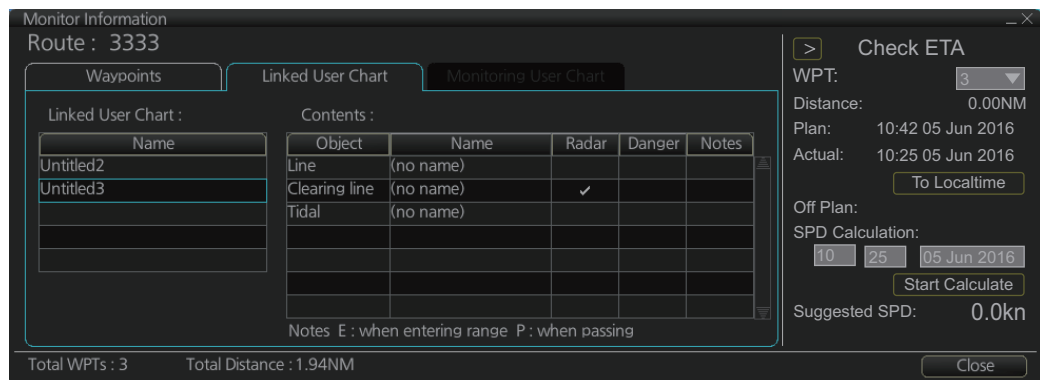 Monitor Information
Route : 3333
Waypoints Linked User Chart Monitoring User Chart
Linked User Chart :
Name
Untitled2
Untitled3
Contents :
Object Name Radar Danger Notes
Line (no name)
Clearing line (no name) ✓
Tidal (no name)
Notes E : when entering range P : when passing
> Check ETA
WPT: 3
Distance: 0.00NM
Plan: 10:42 05 Jun 2016
Actual: 10:25 05 Jun 2016
To Localtime
Off Plan:
SPD Calculation:
10 25 05 Jun 2016
Start Calculate
Suggested SPD: 0.0kn
Total WPTs : 3 Total Distance : 1.94NM Close